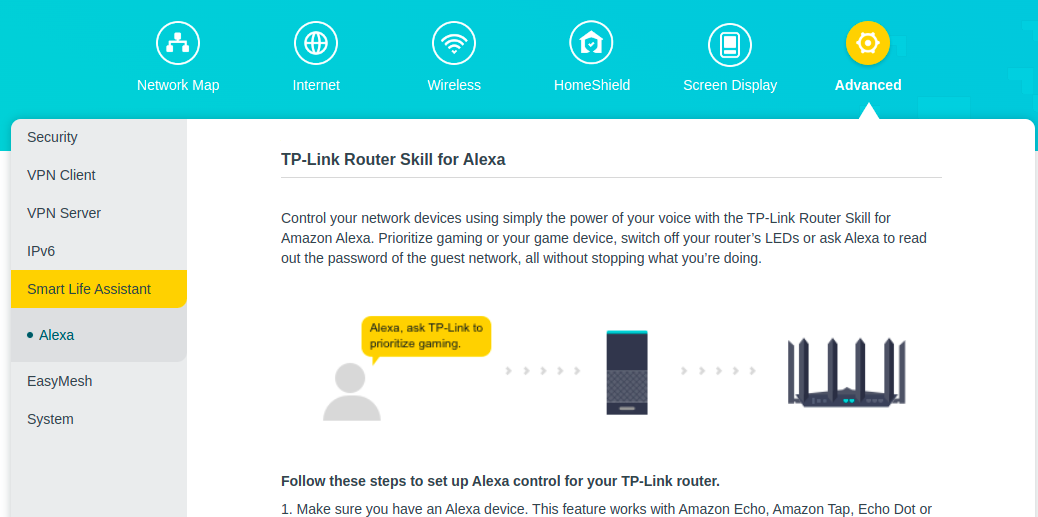 Network Map
Internet
Wireless
HomeShield
Screen Display
Advanced
Security
VPN Client
VPN Server
IPv6
Smart Life Assistant
Alexa
EasyMesh
System
TP-Link Router Skill for Alexa
Control your network devices using simply the power of your voice with the TP-Link Router Skill for
Amazon Alexa. Prioritize gaming or your game device, switch off your router’s LEDs or ask Alexa to read
out the password of the guest network, all without stopping what you’re doing.
Alexa, ask TP-Link to
prioritize gaming.
Follow these steps to set up Alexa control for your TP-Link router.
1. Make sure you have an Alexa device. This feature works with Amazon Echo, Amazon Tap, Echo Dot or